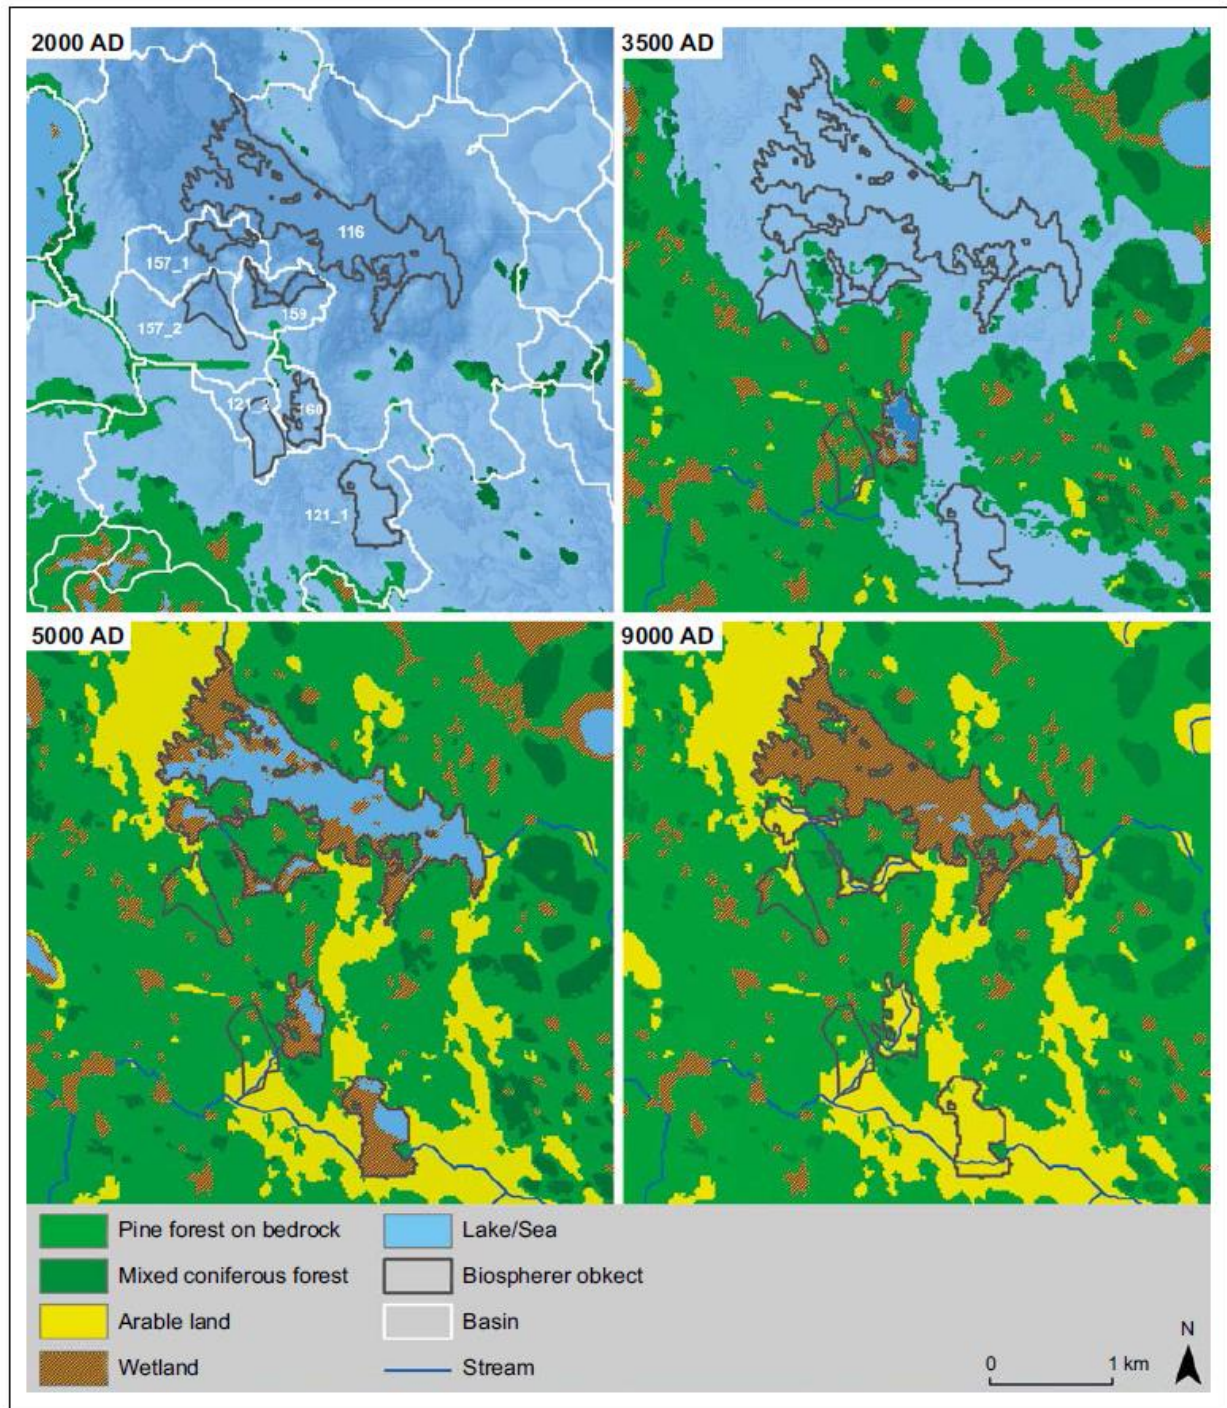 2000 AD
3500 AD
116
157_1
159
157_2
121_2
160
121_1
5000 AD
9000 AD
Pine forest on bedrock
Lake/Sea
Mixed coniferous forest
Biospherer obkect
Arable land
Basin
N
Wetland
Stream
0 1 km